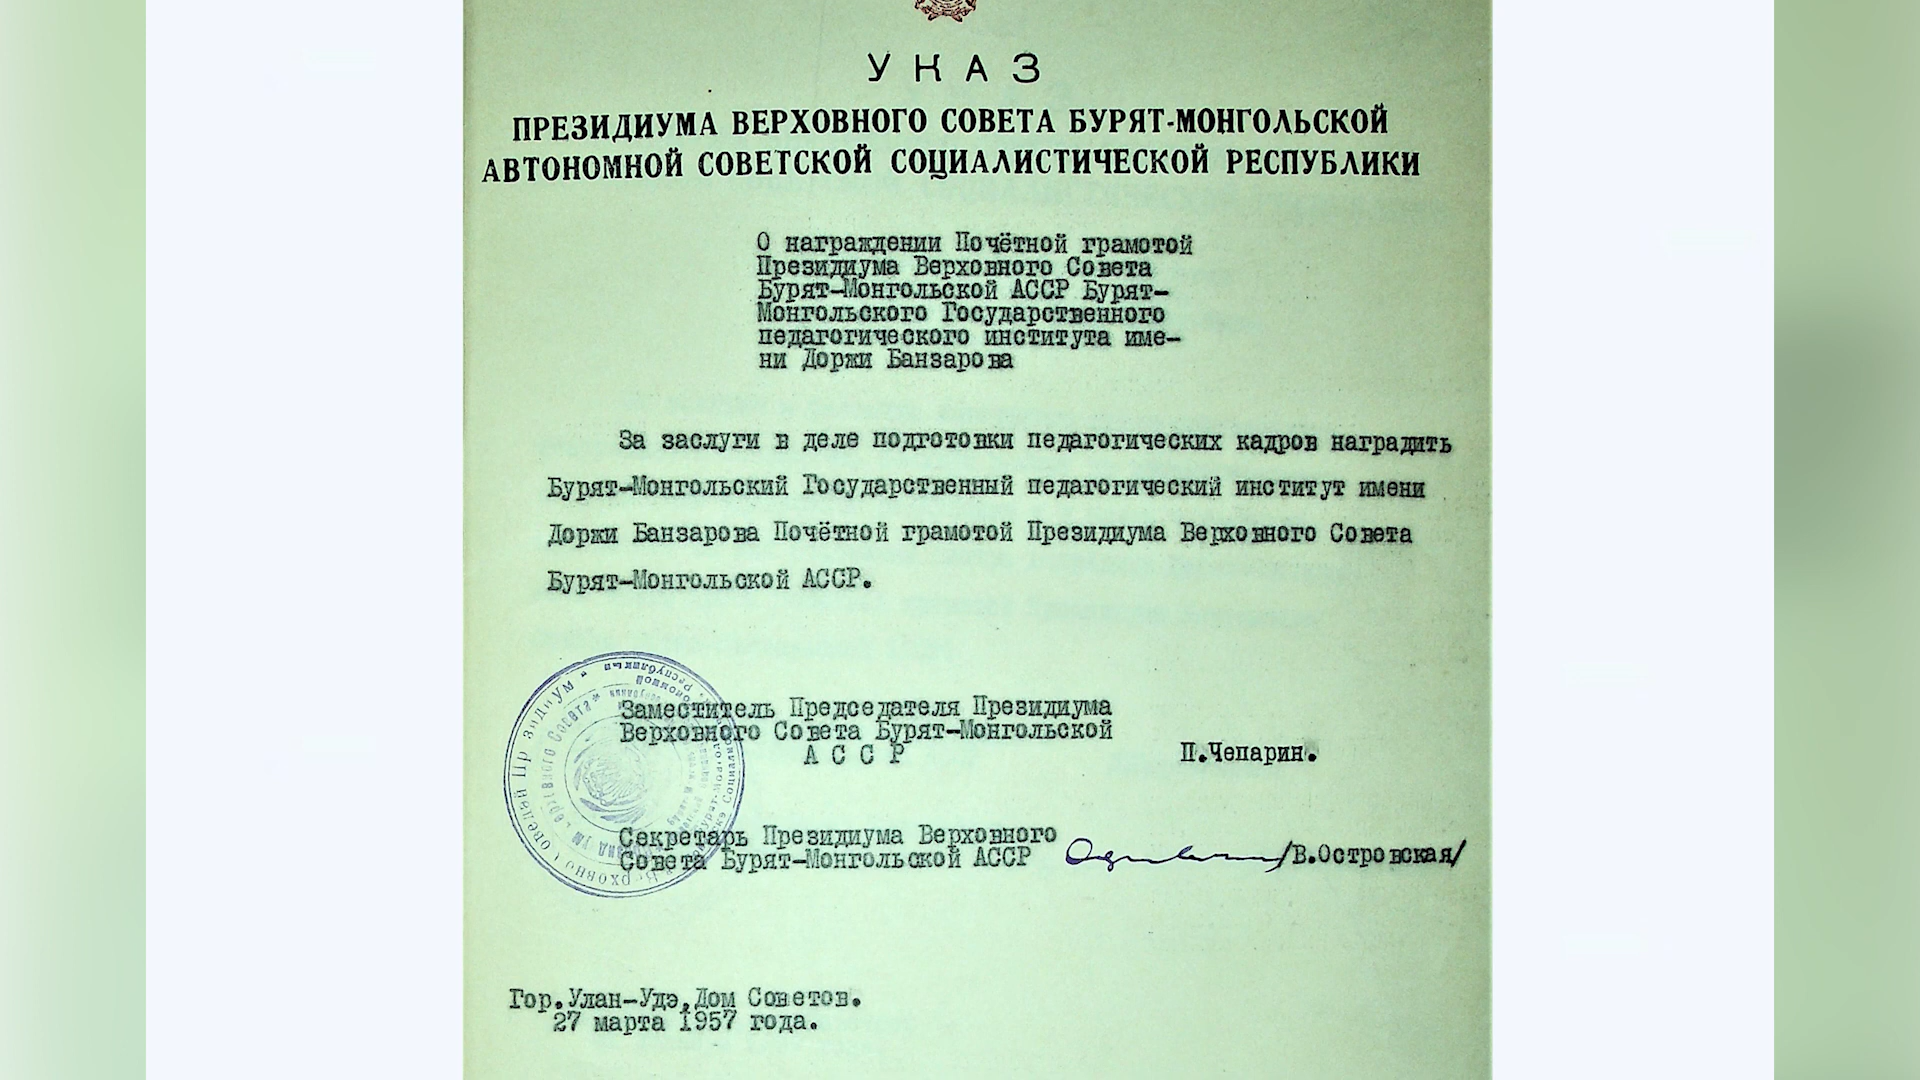 УКАЗ
ПРЕЗИДИУМА ВЕРХОВНОГО СОВЕТА БУРЯТ-МОНГОЛЬСКОЙ
АВТОНОМНОЙ СОВЕТСКОЙ СОЦИАЛИСТИЧЕСКОЙ РЕСПУБЛИКИ
О награждении Почётной грамотой
Президиума Верховного Совета
Бурят-Монгольской АССР Бурят-
Монгольского Государственного
педагогического института име-
ни Доржи Банзарова
За заслуги в деле подготовки педагогических кадров наградить
Бурят-Монгольский Государственный педагогический институт имени
Доржи Банзарова Почётной грамотой Президиума Верховного Совета
Бурят-Монгольской АССР.
Заместитель Председателя Президиума
Верховного Совета Бурят-Монгольской
А С С Р П.Чепарин.
Секретарь Президиума Верховного
Совета Бурят-Монгольской АССР /В.Островская/
Гор.Улан-Удэ,Дом Советов.
27 марта 1957 года.